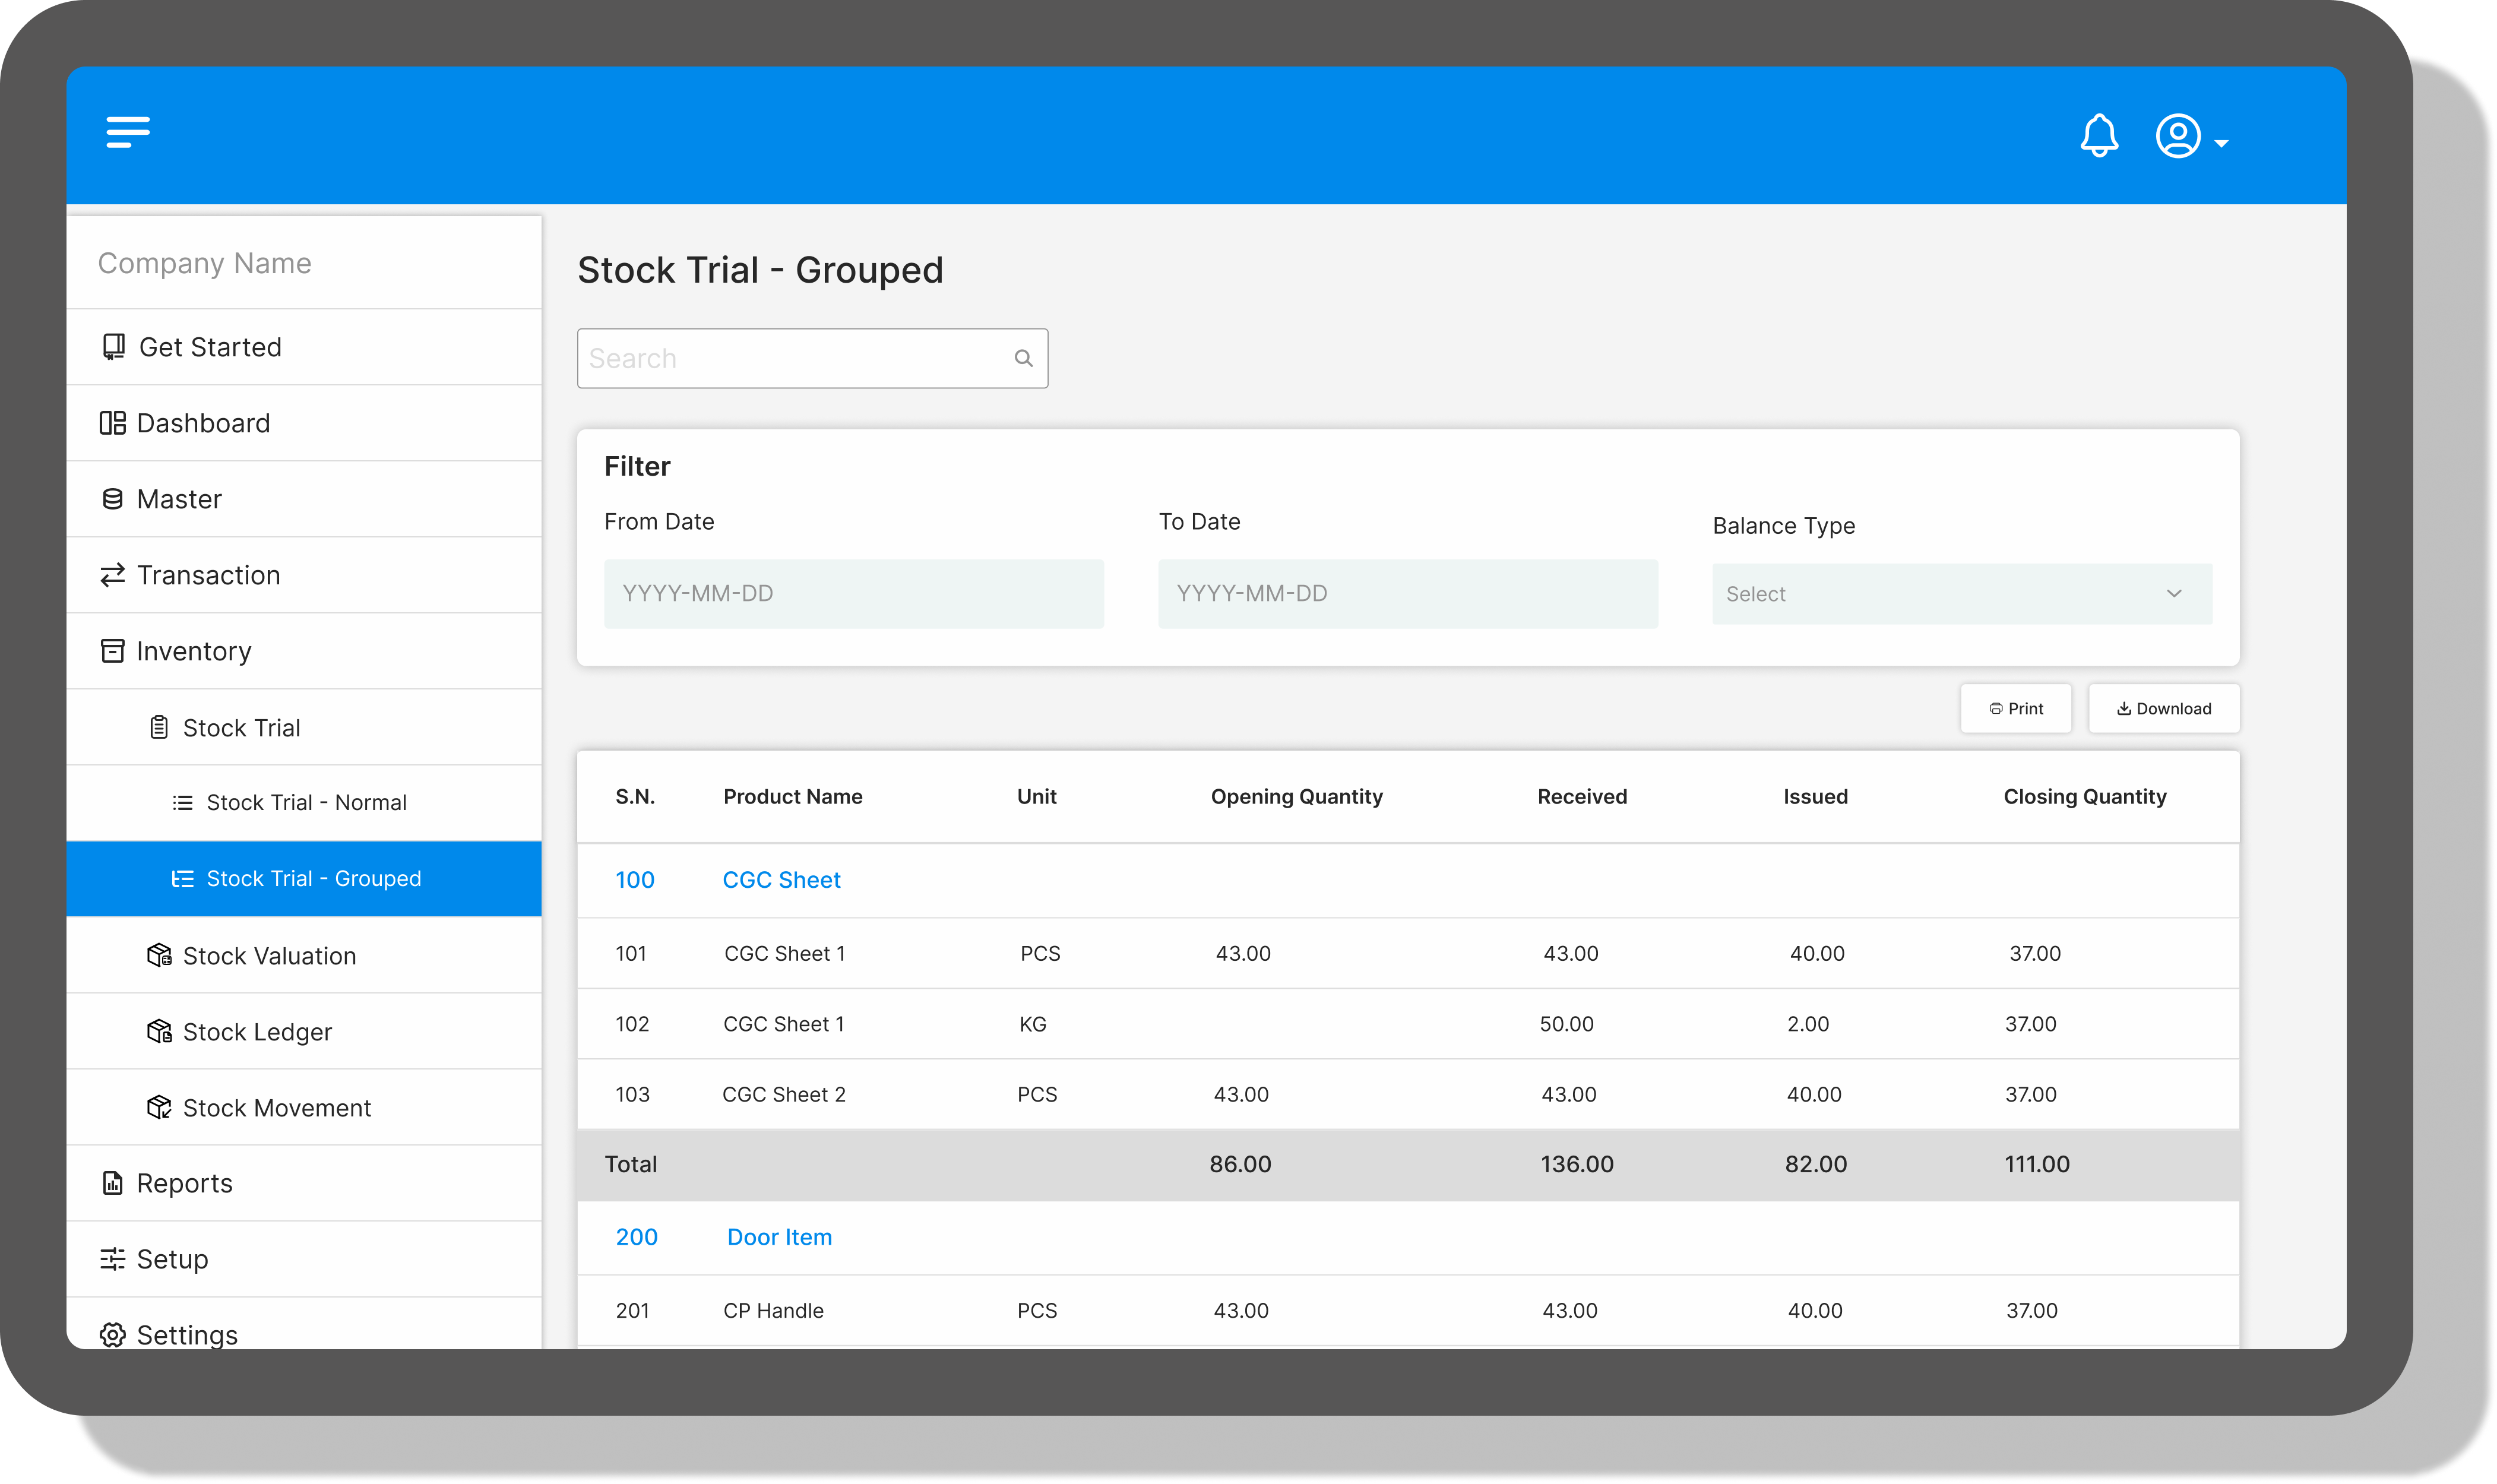 Company Name
Get Started
Dashboard
Master
Transaction
Inventory
Stock Trial
Stock Trial - Normal
Stock Trial - Grouped
Stock Valuation
Stock Ledger
Stock Movement
Reports
Setup
Settings
Stock Trial - Grouped
Search
Filter
From Date To Date Balance Type
YYYY-MM-DD YYYY-MM-DD Select
Print Download
S.N. Product Name Unit Opening Quantity Received Issued Closing Quantity
100 CGC Sheet
101 CGC Sheet 1 PCS 43.00 43.00 40.00 37.00
102 CGC Sheet 1 KG 50.00 2.00 37.00
103 CGC Sheet 2 PCS 43.00 43.00 40.00 37.00
Total 86.00 136.00 82.00 111.00
200 Door Item
201 CP Handle PCS 43.00 43.00 40.00 37.00